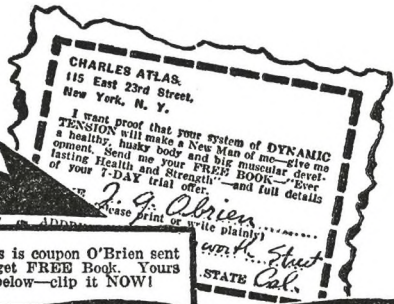 CHARLES ATLAS.
115 East 23rd Street,
New York, N. Y.
I want proof that your system of DYNAMIC
TENSION will make a New Man of me—give me
a healthy, husky body and big muscular devel-
opment. Send me your FREE BOOK—"Ever
lasting Health and Strength"—and full details
of your 7-DAY trial offer.
J. G. Obrien
print or write plainly)
worth Street
STATE Cal.
s is coupon O'Brien sent
get FREE Book. Yours
below—clip it NOW!